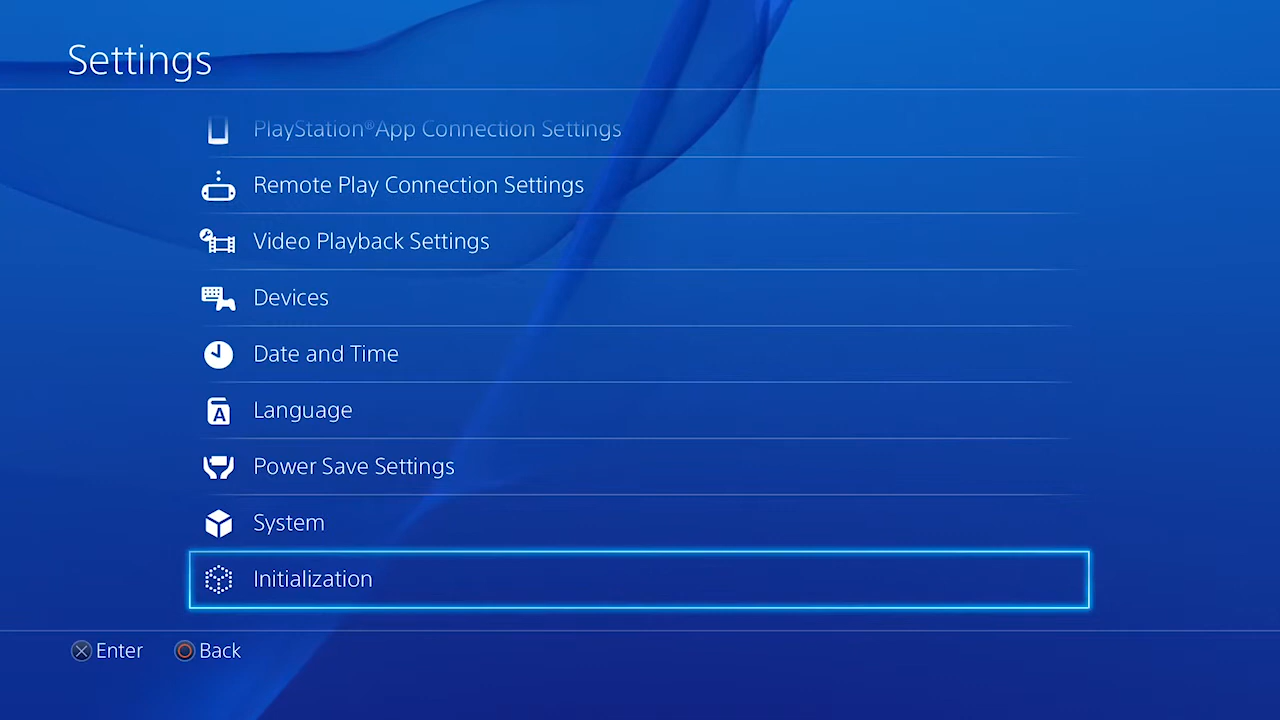 Settings
PlayStation®App Connection Settings
Remote Play Connection Settings
Video Playback Settings
Devices
Date and Time
Language
Power Save Settings
System
Initialization
Enter Back